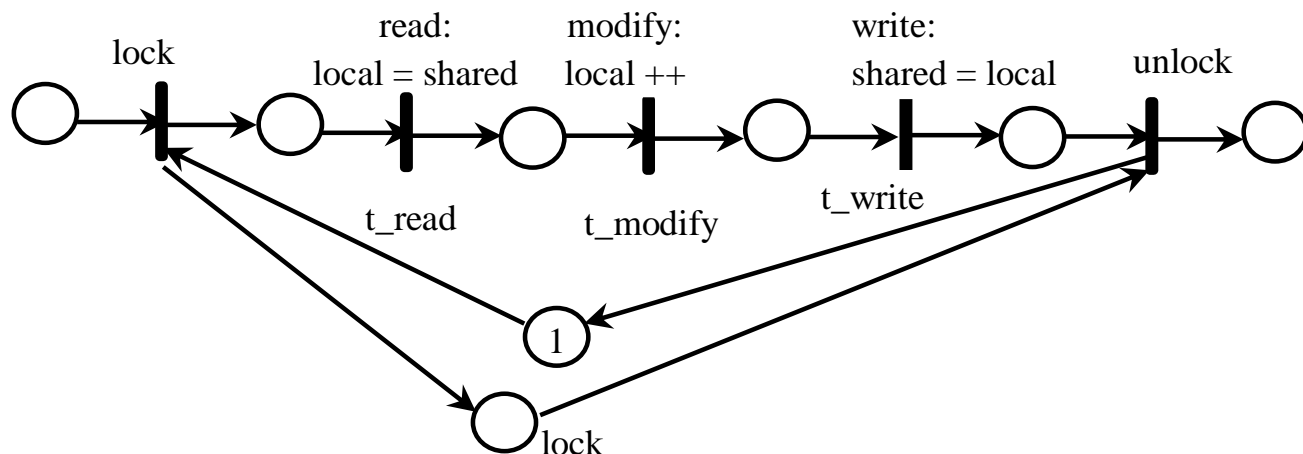 lock
read:
local = shared
modify:
local ++
write:
shared = local
unlock
t_read
t_modify
t_write
1
lock